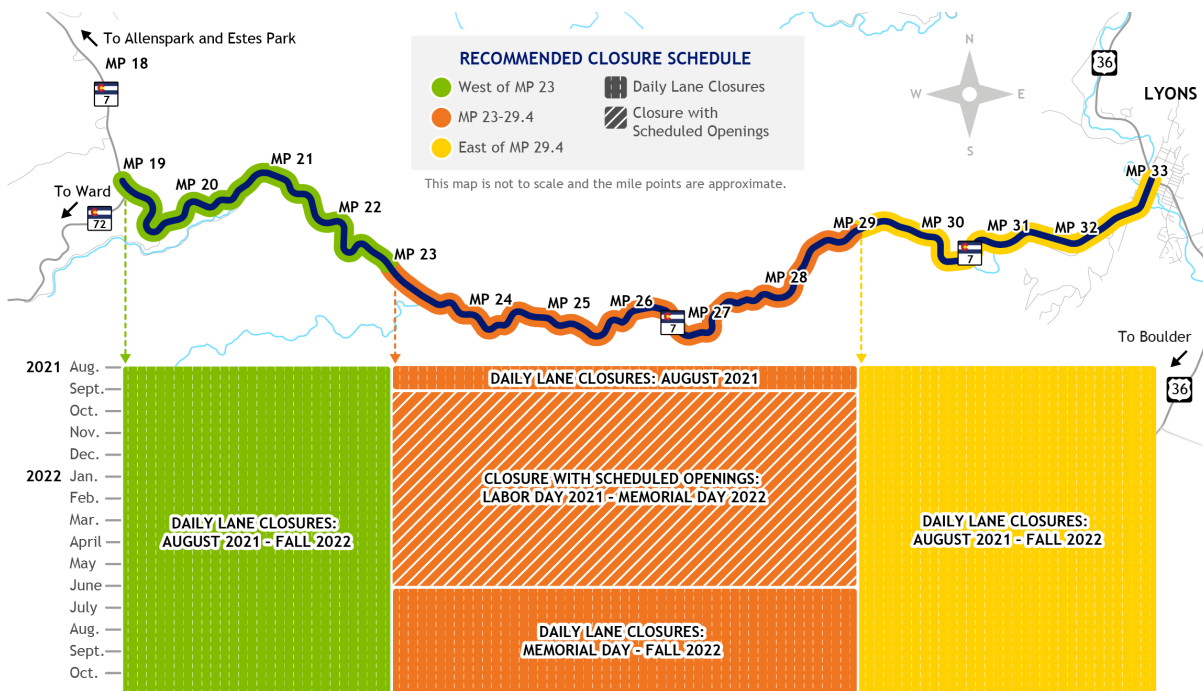 To Allenspark and Estes Park
MP 18
7
RECOMMENDED CLOSURE SCHEDULE
West of MP 23
MP 23-29.4
East of MP 29.4
Daily Lane Closures
Closure with
Scheduled Openings
This map is not to scale and the mile points are approximate.
N
W
E
S
36
LYONS
MP 19
MP 20
MP 21
MP 22
MP 23
MP 24
MP 25
MP 26
MP 27
MP 28
MP 29
MP 30
MP 31
MP 32
MP 33
To Ward
72
7
7
To Boulder
36
2021 Aug.
Sept.
Oct.
Nov.
Dec.
2022 Jan.
Feb.
Mar.
April
May
June
July
Aug.
Sept.
Oct.
DAILY LANE CLOSURES:
AUGUST 2021 - FALL 2022
DAILY LANE CLOSURES: AUGUST 2021
CLOSURE WITH SCHEDULED OPENINGS:
LABOR DAY 2021 - MEMORIAL DAY 2022
DAILY LANE CLOSURES:
MEMORIAL DAY - FALL 2022
DAILY LANE CLOSURES:
AUGUST 2021 - FALL 2022